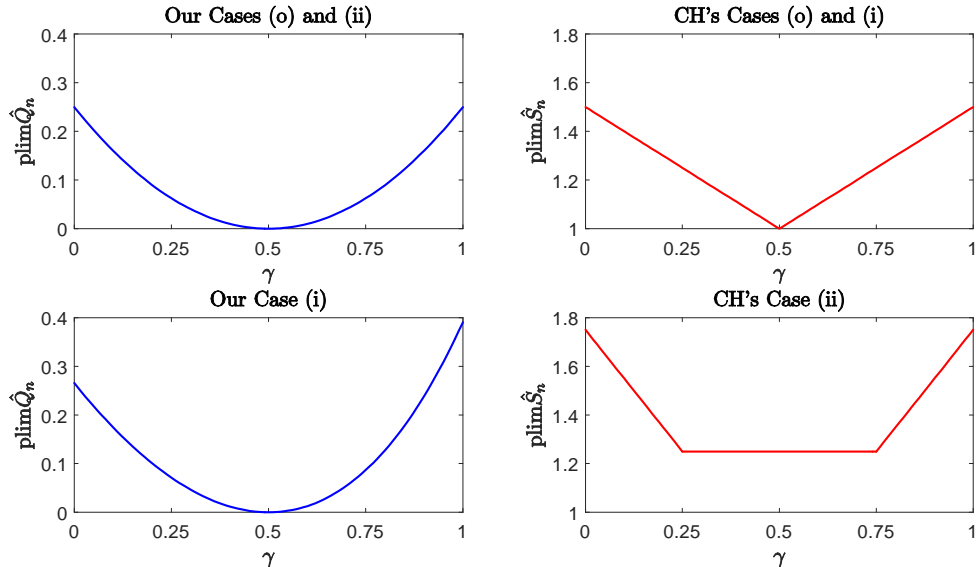 Our Cases (o) and (ii)
plimQ̂ₙ
0.4
0.3
0.2
0.1
0
0 0.25 0.5 0.75 1
γ
CH's Cases (o) and (i)
plimŜₙ
1.8
1.6
1.4
1.2
1
0 0.25 0.5 0.75 1
γ
Our Case (i)
plimQ̂ₙ
0.4
0.3
0.2
0.1
0
0 0.25 0.5 0.75 1
γ
CH's Case (ii)
plimŜₙ
1.8
1.6
1.4
1.2
1
0 0.25 0.5 0.75 1
γ